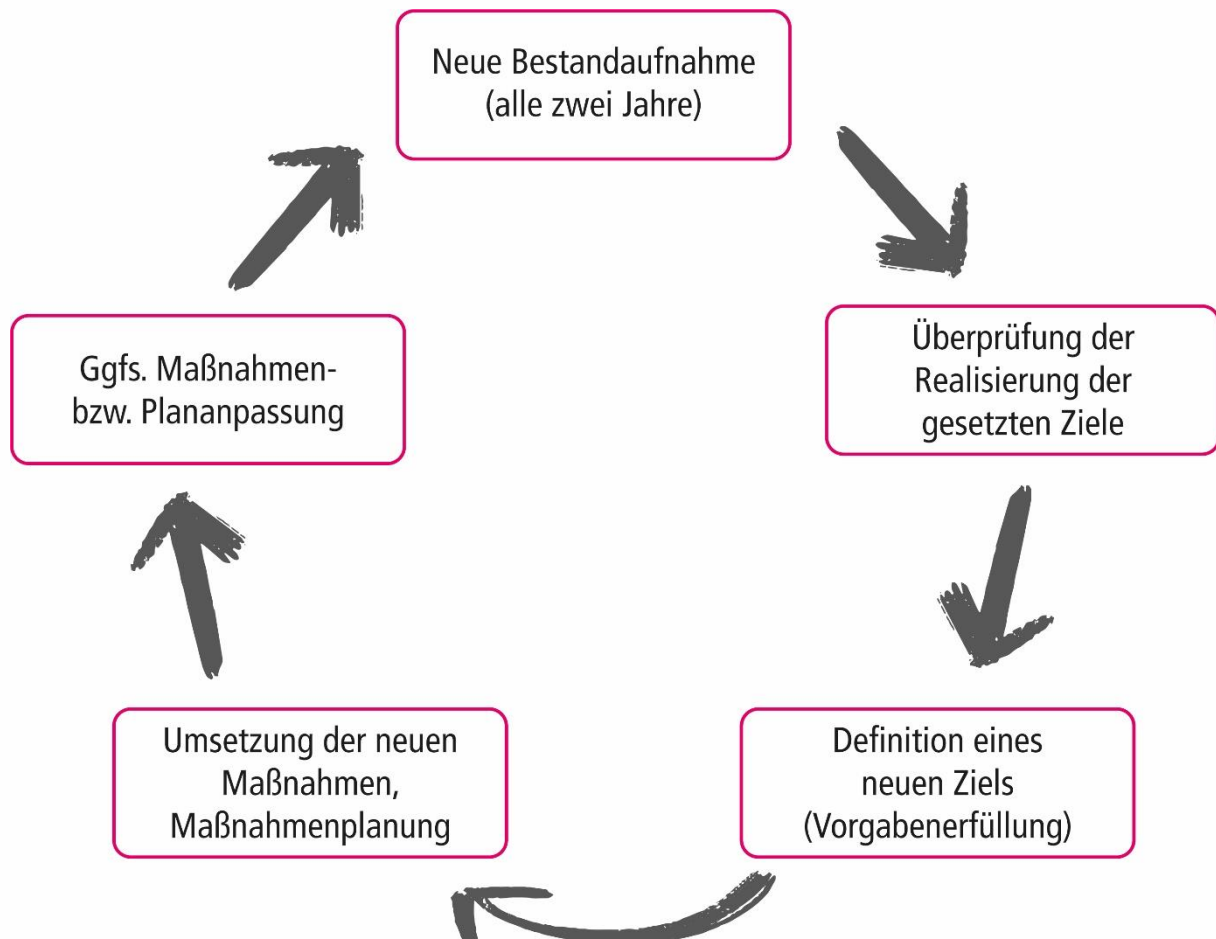 Neue Bestandaufnahme
(alle zwei Jahre)
Überprüfung der
Realisierung der
gesetzten Ziele
Definition eines
neuen Ziels
(Vorgabenerfüllung)
Umsetzung der neuen
Maßnahmen,
Maßnahmenplanung
Ggfs. Maßnahmen-
bzw. Plananpassung